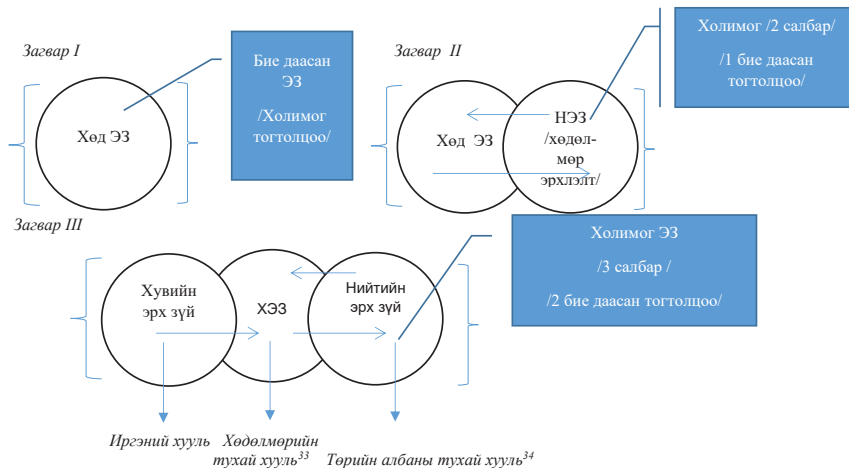 Загвар I
Хөд ЭЗ
Бие даасан
ЭЗ
/Холимог
тогтолцоо/
Загвар II
Хөд ЭЗ
НЭЗ
/хөдөл-
мөр
эрхлэлт/
Холимог /2 салбар/
/1 бие даасан
тогтолцоо/
Загвар III
Хувийн
эрх зүй
ХЭЗ
Нийтийн
эрх зүй
Холимог ЭЗ
/3 салбар /
/2 бие даасан тогтолцоо/
Иргэний хууль
Хөдөлмөрийн
тухай хууль³³
Төрийн албаны тухай хууль³⁴